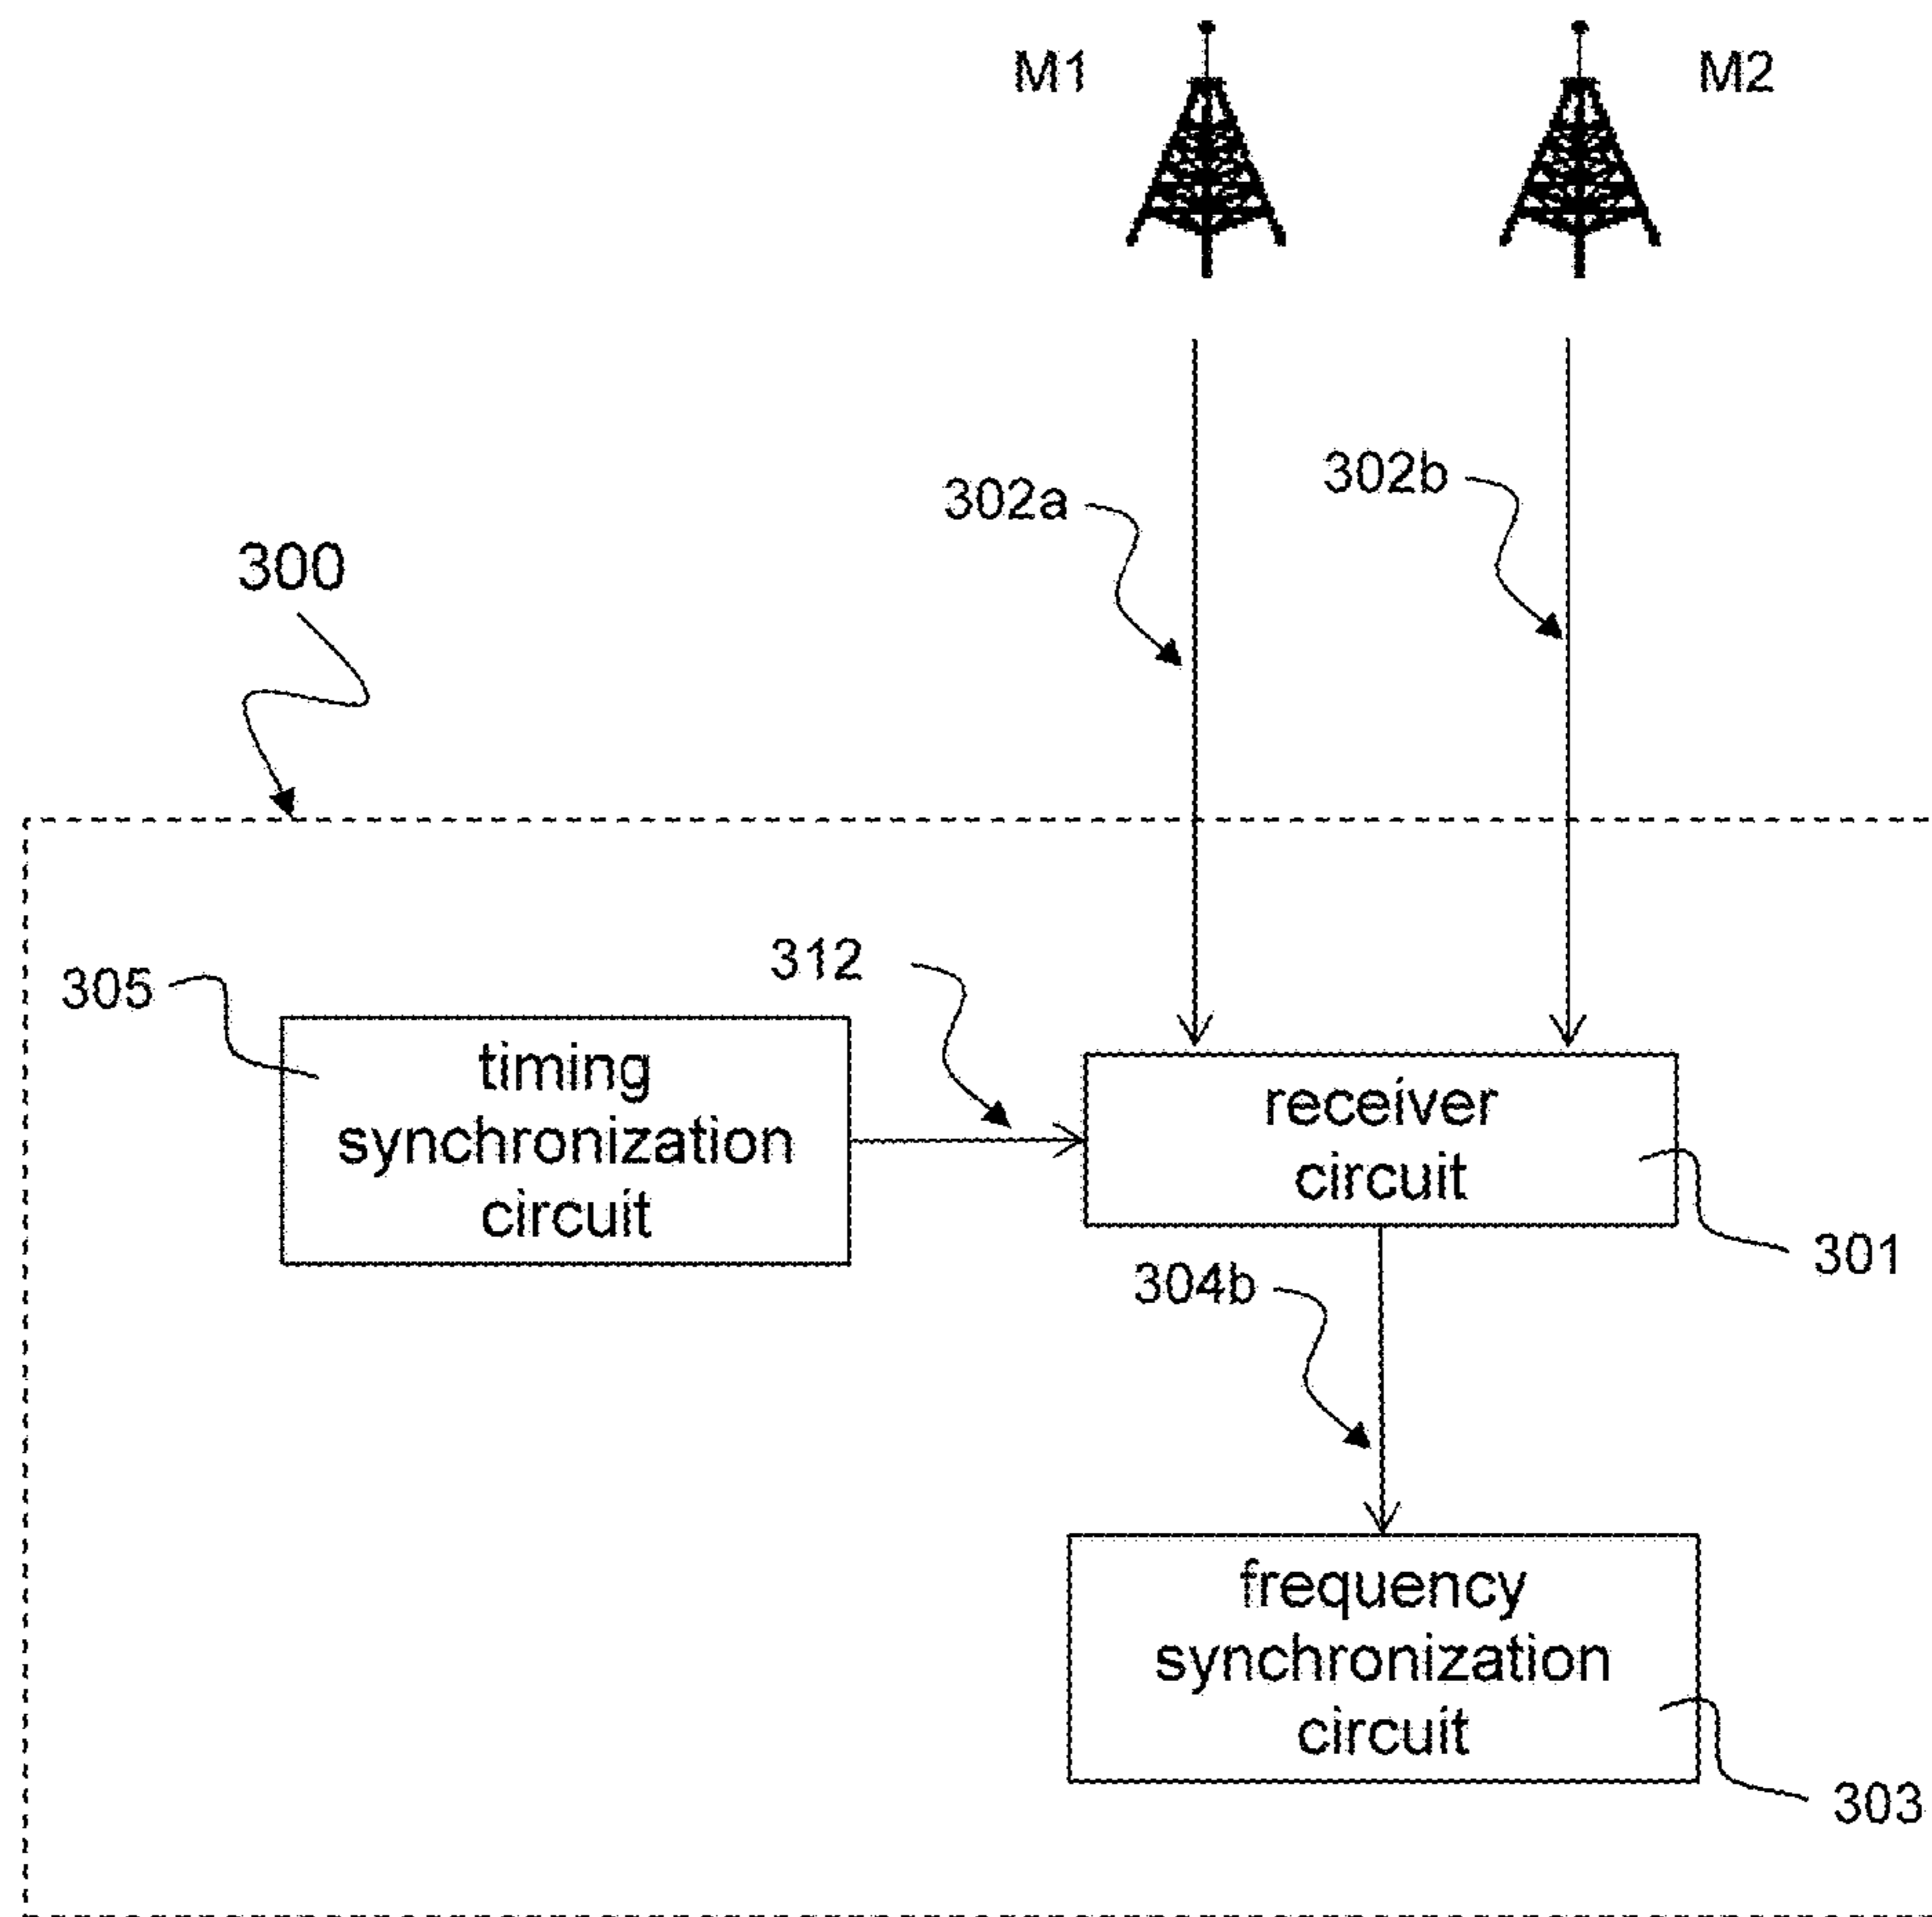 M1
M2
302a
302b
300
312
305
timing
synchronization
circuit
receiver
circuit
301
304b
frequency
synchronization
circuit
303